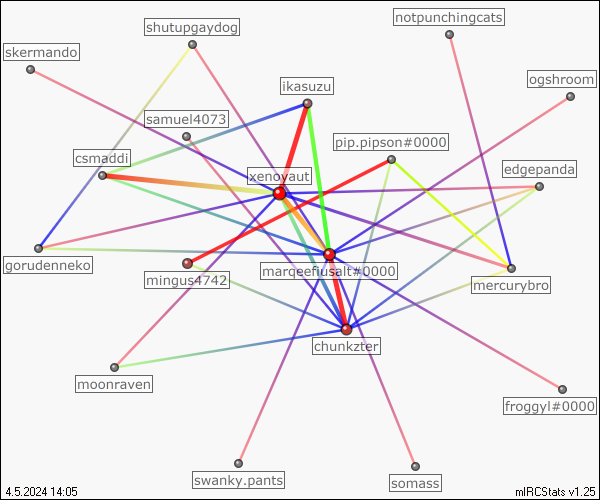 notpunchingcats
shutupgaydog
skermando
ogshroom
ikasuzu
samuel4073
pip.pipson#0000
csmaddi
edgepanda
xenoyaut
gorudenneko
marqeefiusalt#0000
mingus4742
mercurybro
chunkzter
moonraven
froggyl#0000
swanky.pants
somass
4.5.2024 14:05
mIRCStats v1.25